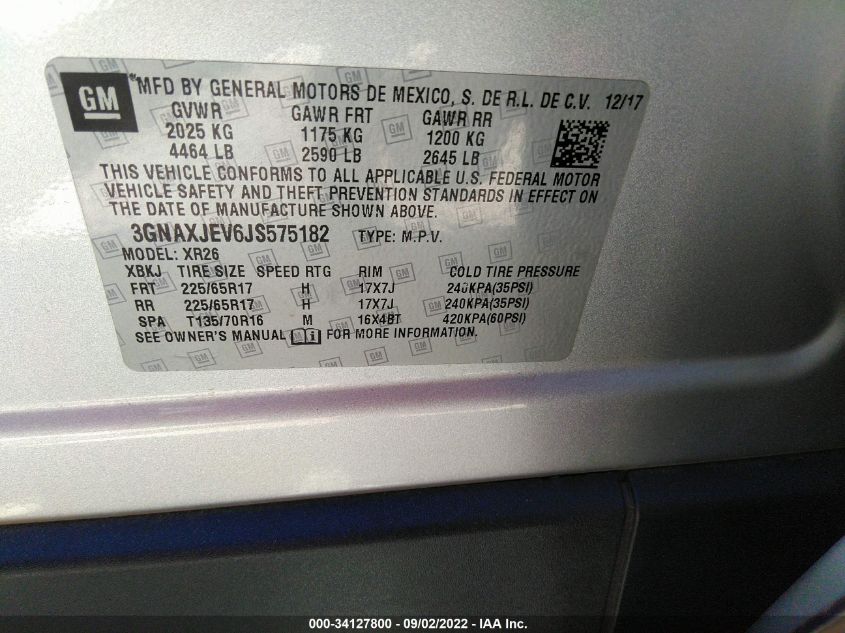 GM
MFD BY GENERAL MOTORS DE MEXICO, S. DE R.L. DE C.V. 12/17
GVWR GAWR FRT GAWR RR
2025 KG 1175 KG 1200 KG
4464 LB 2590 LB 2645 LB
THIS VEHICLE CONFORMS TO ALL APPLICABLE U.S. FEDERAL MOTOR
VEHICLE SAFETY AND THEFT PREVENTION STANDARDS IN EFFECT ON
THE DATE OF MANUFACTURE SHOWN ABOVE.
3GNAXJEV6JS575182 TYPE: M.P.V.
MODEL: XR26
XBKJ TIRE SIZE SPEED RTG RIM COLD TIRE PRESSURE
FRT 225/65R17 H 17X7J 240KPA(35PSI)
RR 225/65R17 H 17X7J 240KPA(35PSI)
SPA T135/70R16 M 16X4BT 420KPA(60PSI)
SEE OWNER'S MANUAL i FOR MORE INFORMATION.
000-34127800 - 09/02/2022 - IAA Inc.